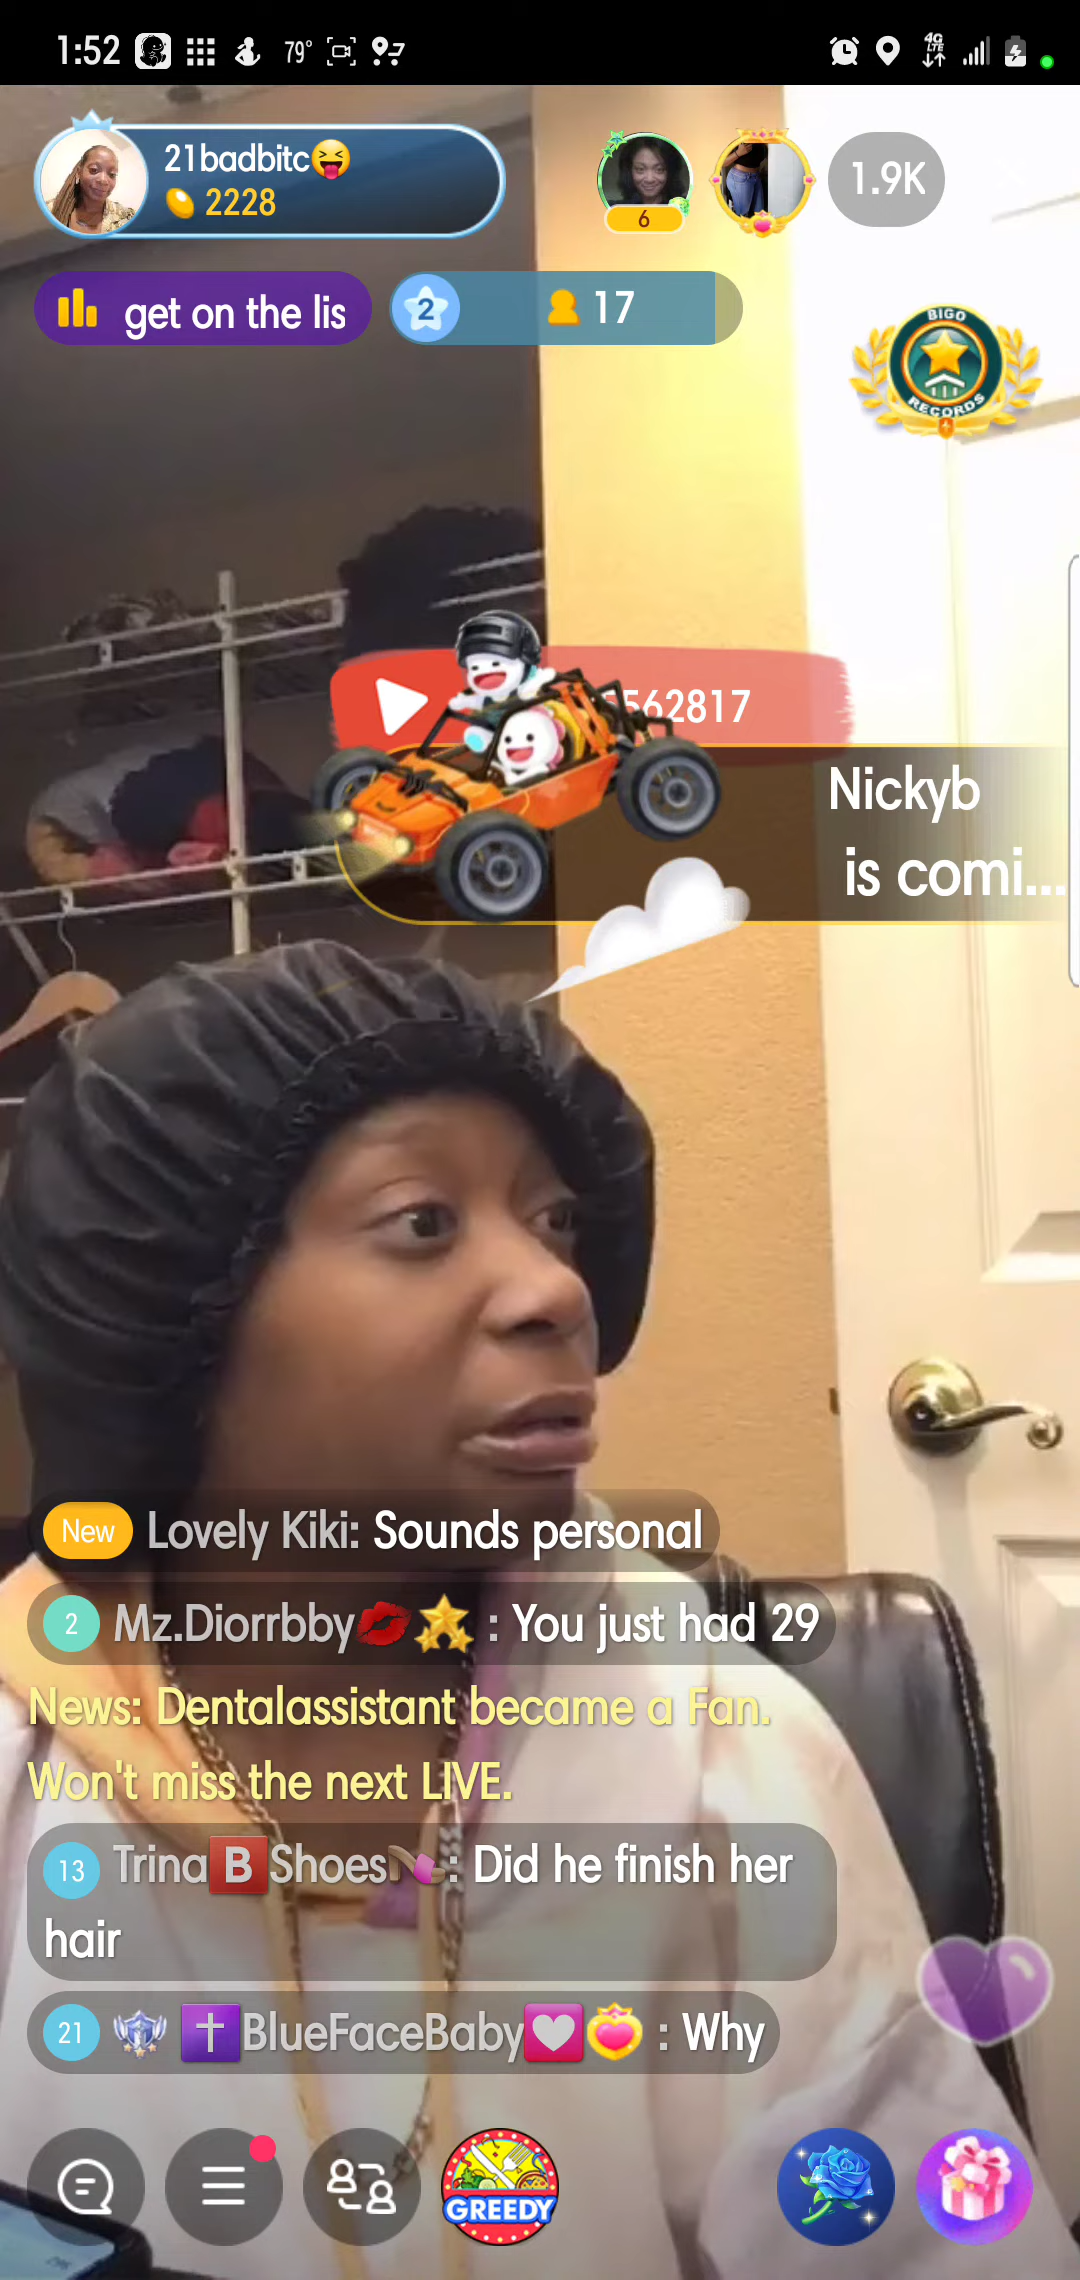 1:52 79° 4G LTE
21badbitc😝
2228
6
1.9K
get on the lis
2 17
BIGO
RECORDS
562817
Nickyb
is comi...
New Lovely Kiki: Sounds personal
2 Mz.Diorrbby💋🌟 : You just had 29
News: Dentalassistant became a Fan.
Won't miss the next LIVE.
13 Trina🅱Shoes👠: Did he finish her
hair
21 ✝BlueFaceBaby💟 : Why
GREEDY